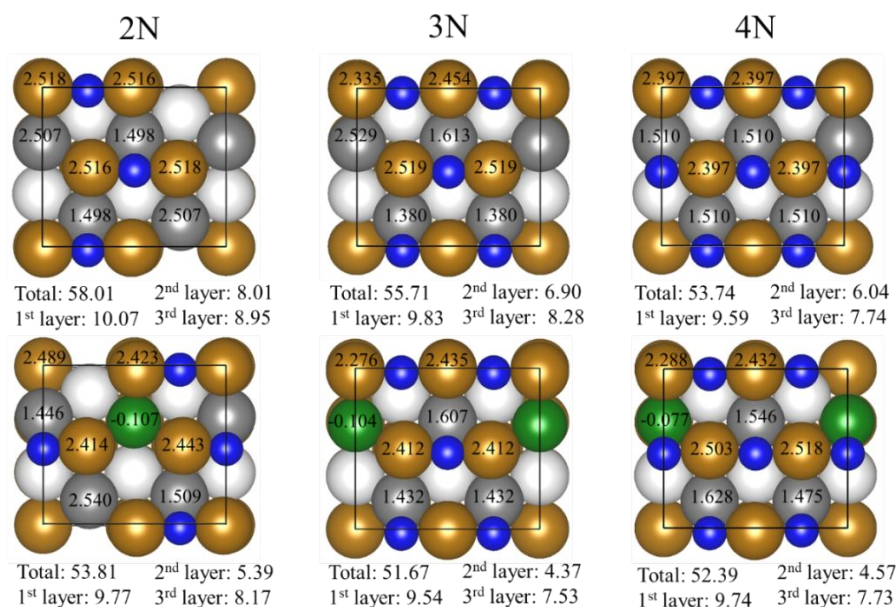 2N 3N 4N
2.518 2.516 2.335 2.454 2.397 2.397
2.507 1.498 2.529 1.613 1.510 1.510
2.516 2.518 2.519 2.519 2.397 2.397
1.498 2.507 1.380 1.380 1.510 1.510
Total: 58.01 2nd layer: 8.01 Total: 55.71 2nd layer: 6.90 Total: 53.74 2nd layer: 6.04
1st layer: 10.07 3rd layer: 8.95 1st layer: 9.83 3rd layer: 8.28 1st layer: 9.59 3rd layer: 7.74
2.489 2.423 2.276 2.435 2.288 2.432
1.446 -0.107 -0.104 1.607 -0.077 1.546
2.414 2.443 2.412 2.412 2.503 2.518
2.540 1.509 1.432 1.432 1.628 1.475
Total: 53.81 2nd layer: 5.39 Total: 51.67 2nd layer: 4.37 Total: 52.39 2nd layer: 4.57
1st layer: 9.77 3rd layer: 8.17 1st layer: 9.54 3rd layer: 7.53 1st layer: 9.74 3rd layer: 7.73